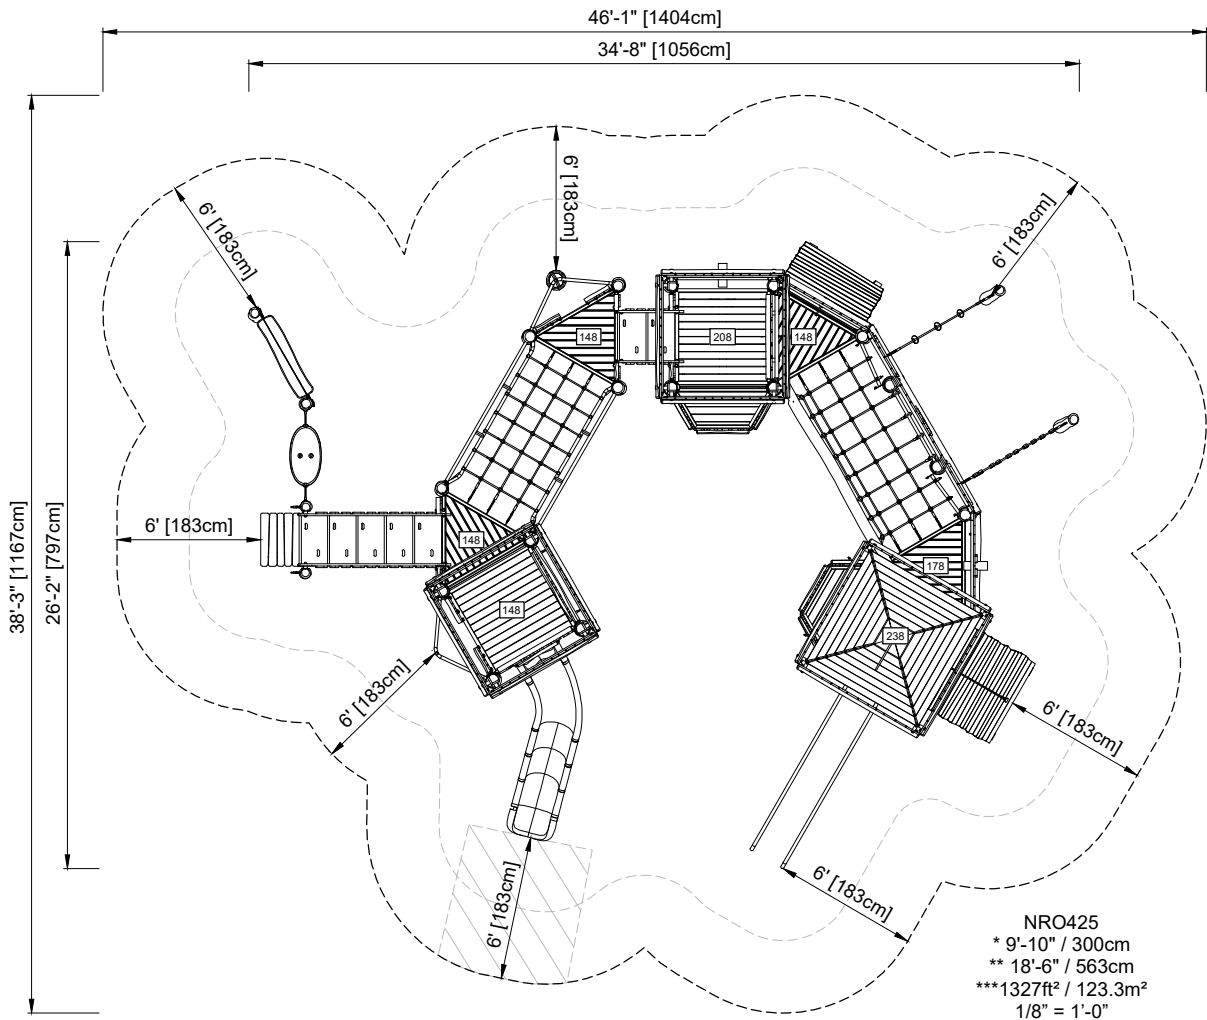 46'-1" [1404cm]
34'-8" [1056cm]
38'-3" [1167cm]
26'-2" [797cm]
6' [183cm]
6' [183cm]
6' [183cm]
148
208
148
6' [183cm]
148
178
148
238
6' [183cm]
6' [183cm]
6' [183cm]
6' [183cm]
NRO425
* 9'-10" / 300cm
** 18'-6" / 563cm
***1327ft² / 123.3m²
1/8" = 1'-0"